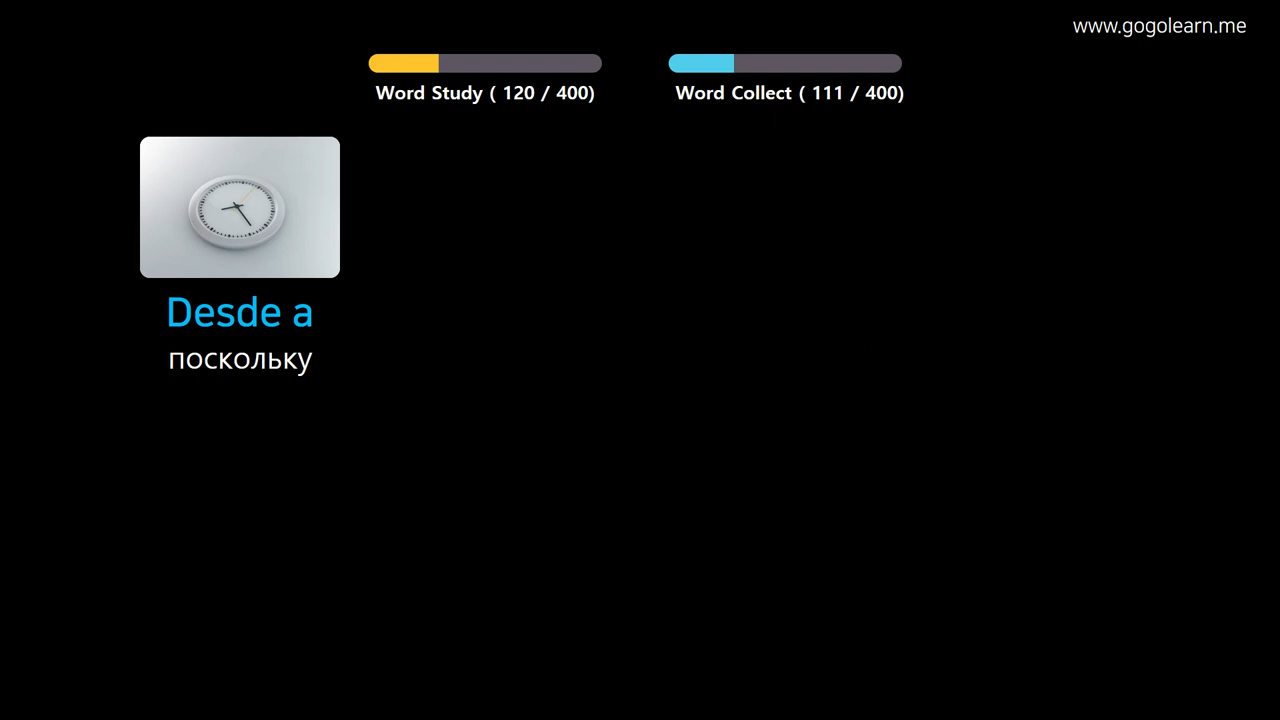 www.gogolearn.me
Word Study ( 120 / 400)
Word Collect ( 111 / 400)
Desde a
поскольку